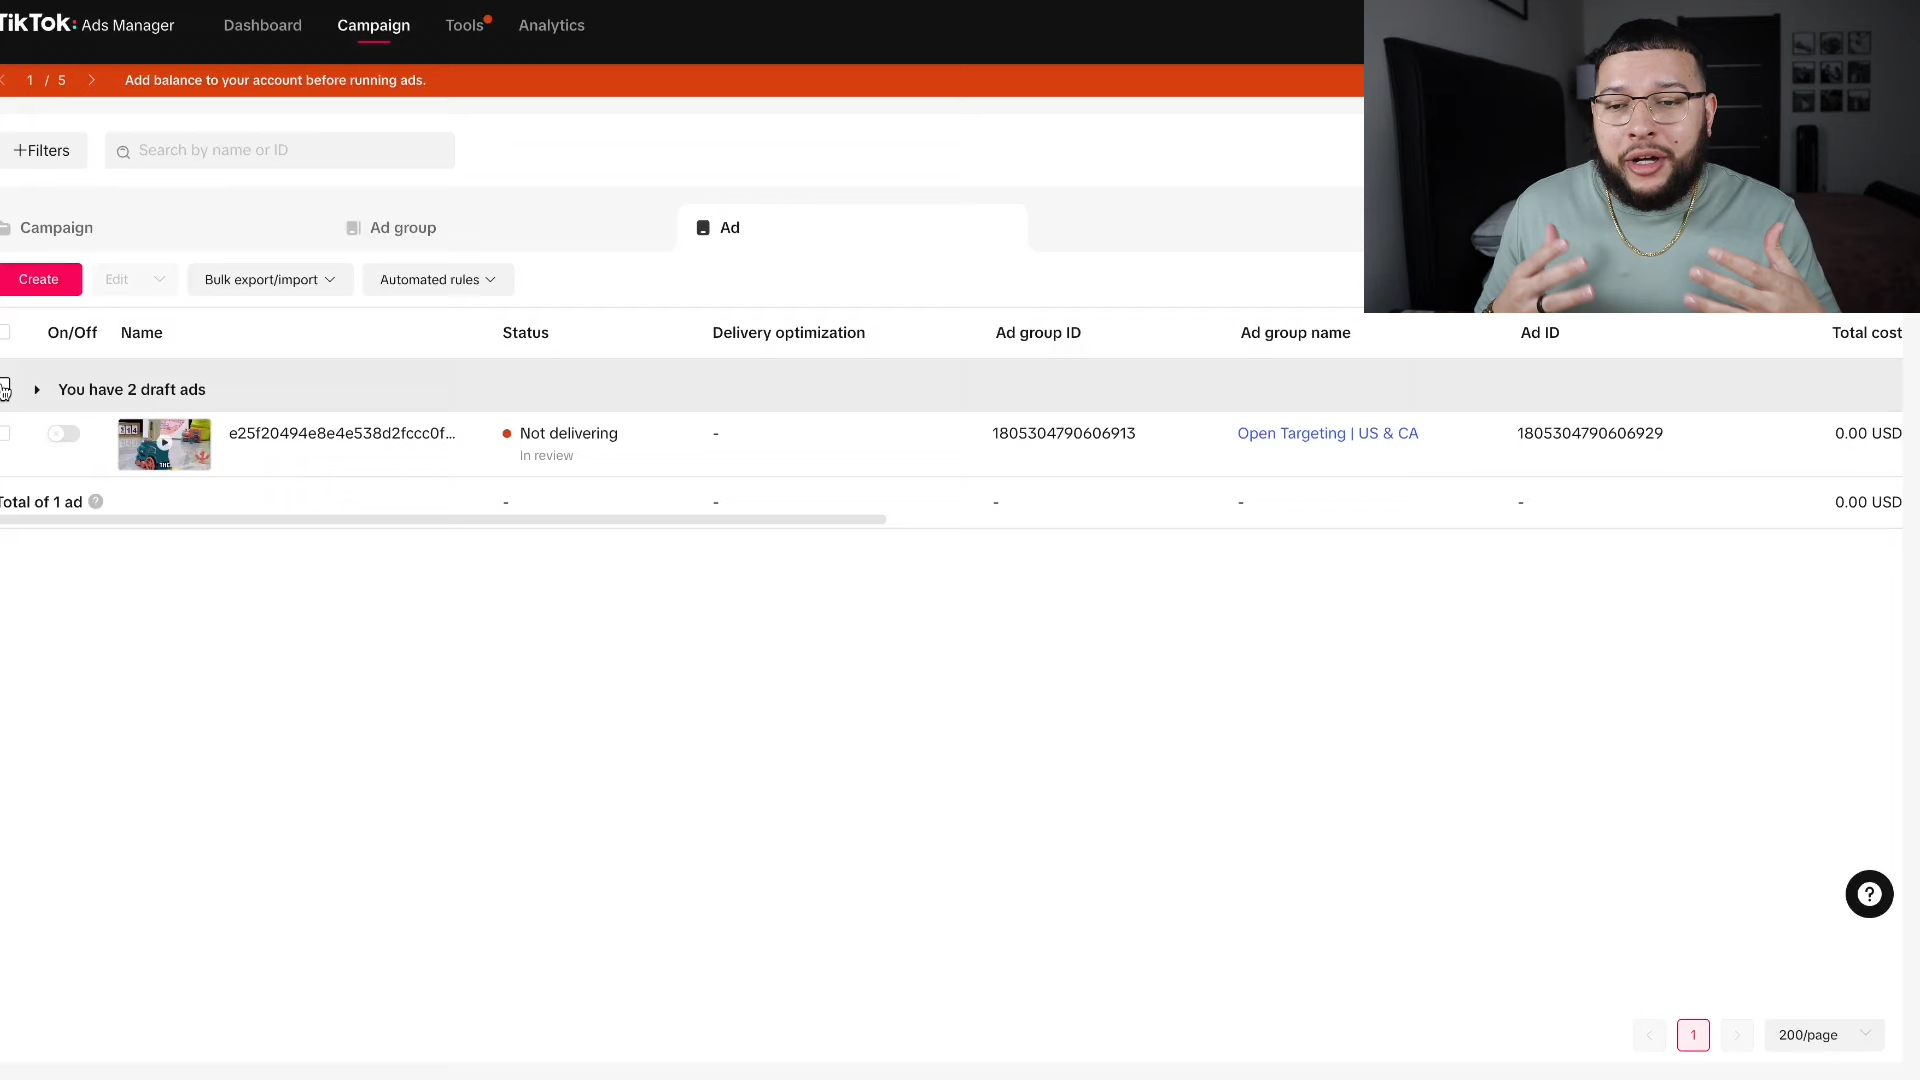 TikTok: Ads Manager
Dashboard
Campaign
Tools
Analytics
1 / 5
Add balance to your account before running ads.
+Filters
Search by name or ID
Campaign
Ad group
Ad
Create
Edit
Bulk export/import
Automated rules
On/Off
Name
Status
Delivery optimization
Ad group ID
Ad group name
Ad ID
Total cost
You have 2 draft ads
314
THE
e25f20494e8e4e538d2fccc0f...
Not delivering
In review
-
1805304790606913
Open Targeting | US & CA
1805304790606929
0.00 USD
Total of 1 ad ?
-
-
-
-
-
0.00 USD
?
1
200/page